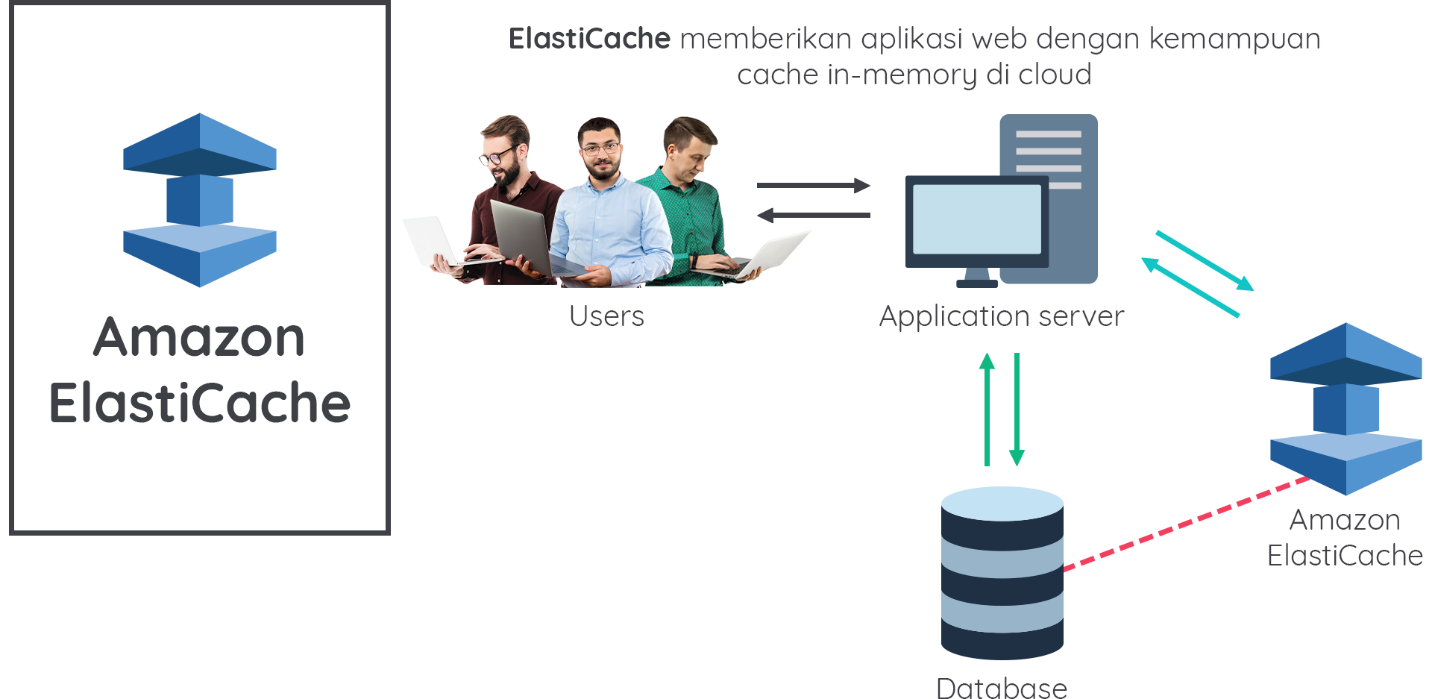 Amazon
ElastiCache
ElastiCache memberikan aplikasi web dengan kemampuan
cache in-memory di cloud
Users
Application server
Amazon
ElastiCache
Database